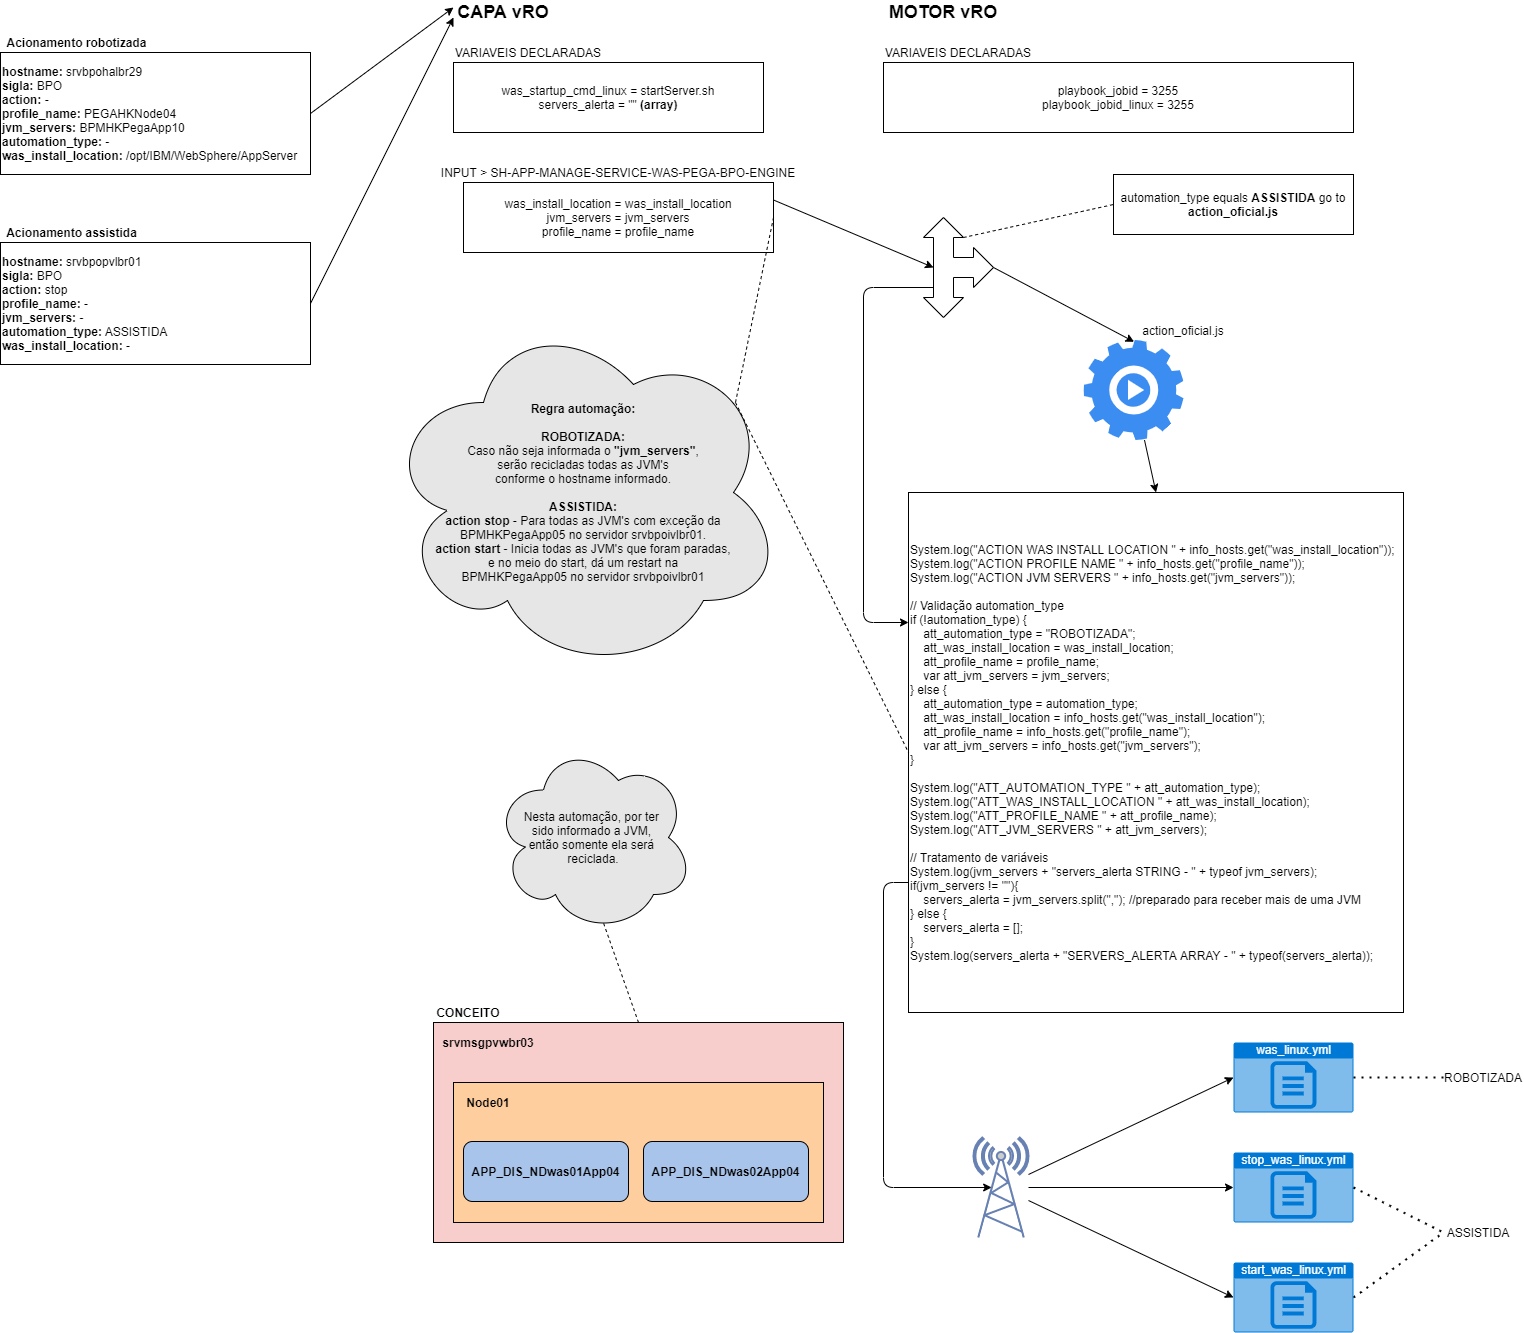 CAPA vRO
MOTOR vRO
Acionamento robotizada
hostname: srvbpohalbr29
sigla: BPO
action: -
profile_name: PEGAHKNode04
jvm_servers: BPMHKPegaApp10
automation_type: -
was_install_location: /opt/IBM/WebSphere/AppServer
Acionamento assistida
hostname: srvbpopvlbr01
sigla: BPO
action: stop
profile_name: -
jvm_servers: -
automation_type: ASSISTIDA
was_install_location: -
VARIAVEIS DECLARADAS
was_startup_cmd_linux = startServer.sh
servers_alerta = "" (array)
INPUT > SH-APP-MANAGE-SERVICE-WAS-PEGA-BPO-ENGINE
was_install_location = was_install_location
jvm_servers = jvm_servers
profile_name = profile_name
VARIAVEIS DECLARADAS
playbook_jobid = 3255
playbook_jobid_linux = 3255
automation_type equals ASSISTIDA go to
action_oficial.js
action_oficial.js
Regra automação:
ROBOTIZADA:
Caso não seja informada o "jvm_servers",
serão recicladas todas as JVM's
conforme o hostname informado.
ASSISTIDA:
action stop - Para todas as JVM's com exceção da
BPMHKPegaApp05 no servidor srvbpoivlbr01.
action start - Inicia todas as JVM's que foram paradas,
e no meio do start, dá um restart na
BPMHKPegaApp05 no servidor srvbpoivlbr01
System.log("ACTION WAS INSTALL LOCATION " + info_hosts.get("was_install_location"));
System.log("ACTION PROFILE NAME " + info_hosts.get("profile_name"));
System.log("ACTION JVM SERVERS " + info_hosts.get("jvm_servers"));
// Validação automation_type
if (!automation_type) {
att_automation_type = "ROBOTIZADA";
att_was_install_location = was_install_location;
att_profile_name = profile_name;
var att_jvm_servers = jvm_servers;
} else {
att_automation_type = automation_type;
att_was_install_location = info_hosts.get("was_install_location");
att_profile_name = info_hosts.get("profile_name");
var att_jvm_servers = info_hosts.get("jvm_servers");
}
System.log("ATT_AUTOMATION_TYPE " + att_automation_type);
System.log("ATT_WAS_INSTALL_LOCATION " + att_was_install_location);
System.log("ATT_PROFILE_NAME " + att_profile_name);
System.log("ATT_JVM_SERVERS " + att_jvm_servers);
// Tratamento de variáveis
System.log(jvm_servers + "servers_alerta STRING - " + typeof jvm_servers);
if(jvm_servers != ""){
servers_alerta = jvm_servers.split(","); //preparado para receber mais de uma JVM
} else {
servers_alerta = [];
}
System.log(servers_alerta + "SERVERS_ALERTA ARRAY - " + typeof(servers_alerta));
Nesta automação, por ter
sido informado a JVM,
então somente ela será
reciclada.
CONCEITO
srvmsgpvwbr03
Node01
APP_DIS_NDwas01App04
APP_DIS_NDwas02App04
was_linux.yml
ROBOTIZADA
stop_was_linux.yml
ASSISTIDA
start_was_linux.yml